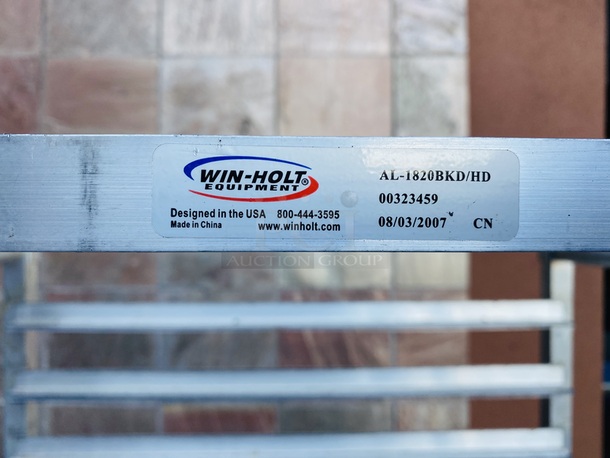 WIN-HOLT®
EQUIPMENT
Designed in the USA 800-444-3595
Made in China www.winholt.com
AL-1820BKD/HD
00323459
08/03/2007 CN
AUCTION GROUP